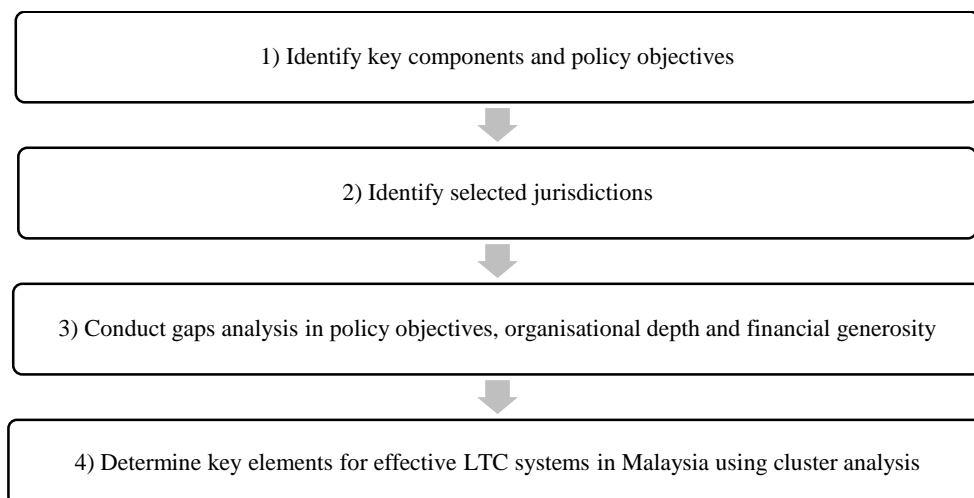 1) Identify key components and policy objectives
2) Identify selected jurisdictions
3) Conduct gaps analysis in policy objectives, organisational depth and financial generosity
4) Determine key elements for effective LTC systems in Malaysia using cluster analysis